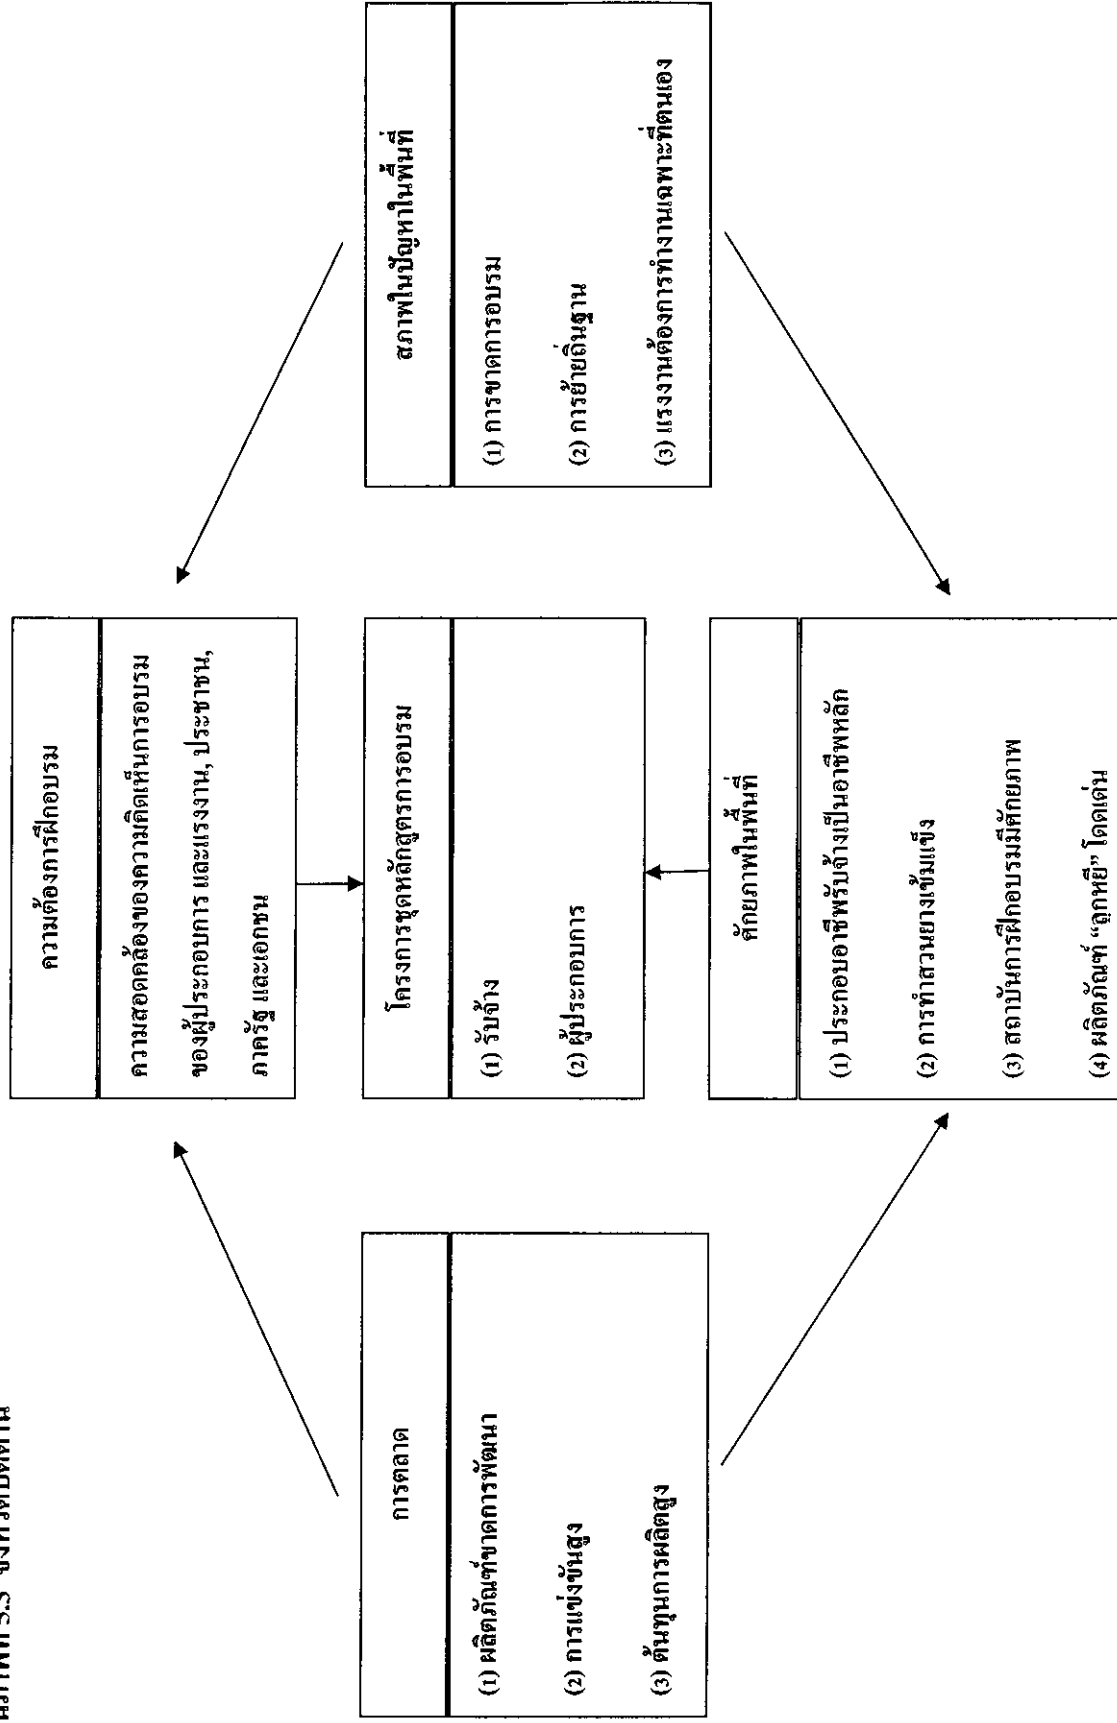 3.3 จังหวัดปัตตานี
ความต้องการฝึกอบรม
ความสอดคล้องของความคิดเห็นการอบรม
ของผู้ประกอบการ และแรงงาน, ประชาชน,
ภาครัฐ และเอกชน
การตลาด
(1) ผลิตภัณฑ์ขาดการพัฒนา
(2) การแข่งขันสูง
(3) ต้นทุนการผลิตสูง
โครงการชุดหลักสูตรการอบรม
(1) รับจ้าง
(2) ผู้ประกอบการ
สภาพในปัญหาในพื้นที่
(1) การขาดการอบรม
(2) การย้ายถิ่นฐาน
(3) แรงงานต้องการทำงานเฉพาะที่ตนเอง
ศักยภาพในพื้นที่
(1) ประกอบอาชีพรับจ้างเป็นอาชีพหลัก
(2) การทำสวนยางเข้มแข็ง
(3) สถาบันการฝึกอบรมมีศักยภาพ
(4) ผลิตภัณฑ์ “ลูกหยี” โดดเด่น